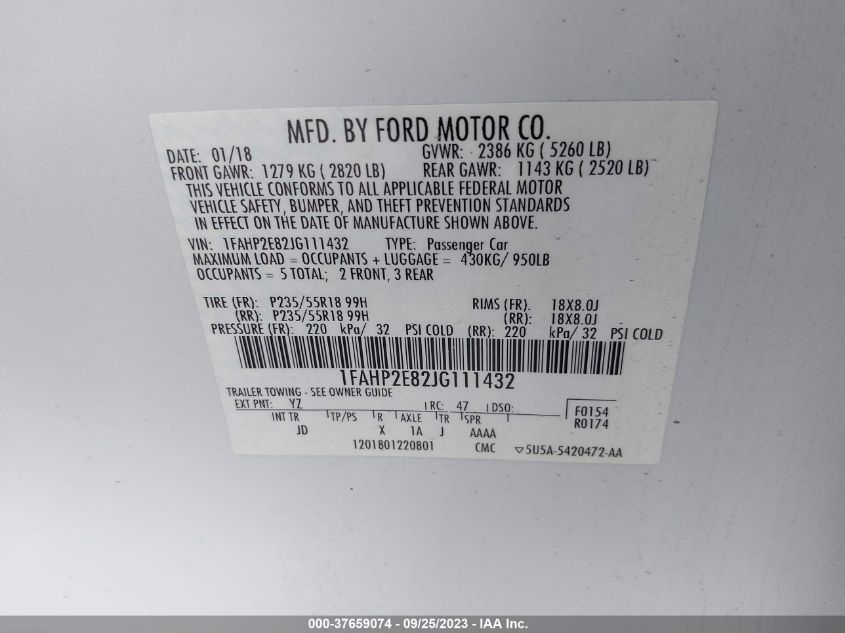 MFD. BY FORD MOTOR CO.
DATE: 01/18 GVWR: 2386 KG ( 5260 LB)
FRONT GAWR: 1279 KG ( 2820 LB) REAR GAWR: 1143 KG ( 2520 LB)
THIS VEHICLE CONFORMS TO ALL APPLICABLE FEDERAL MOTOR
VEHICLE SAFETY, BUMPER, AND THEFT PREVENTION STANDARDS
IN EFFECT ON THE DATE OF MANUFACTURE SHOWN ABOVE.
VIN: 1FAHP2E82JG111432 TYPE: Passenger Car
MAXIMUM LOAD = OCCUPANTS + LUGGAGE = 430KG/ 950LB
OCCUPANTS = 5 TOTAL; 2 FRONT, 3 REAR
TIRE (FR): P235/55R18 99H RIMS (FR). 18X8.0J
(RR): P235/55R18 99H (RR): 18X8.0J
PRESSURE (FR): 220 kPa/ 32 PSI COLD (RR): 220 kPa/ 32 PSI COLD
1FAHP2E82JG111432
TRAILER TOWING - SEE OWNER GUIDE
EXT PNT: YZ RC: 47 DSO: F0154
INT TR TP/PS R AXLE TR SPR R0174
JD X 1A J AAAA
1201801220801 CMC ▽5U5A-5420472-AA
000-37659074 - 09/25/2023 - IAA Inc.